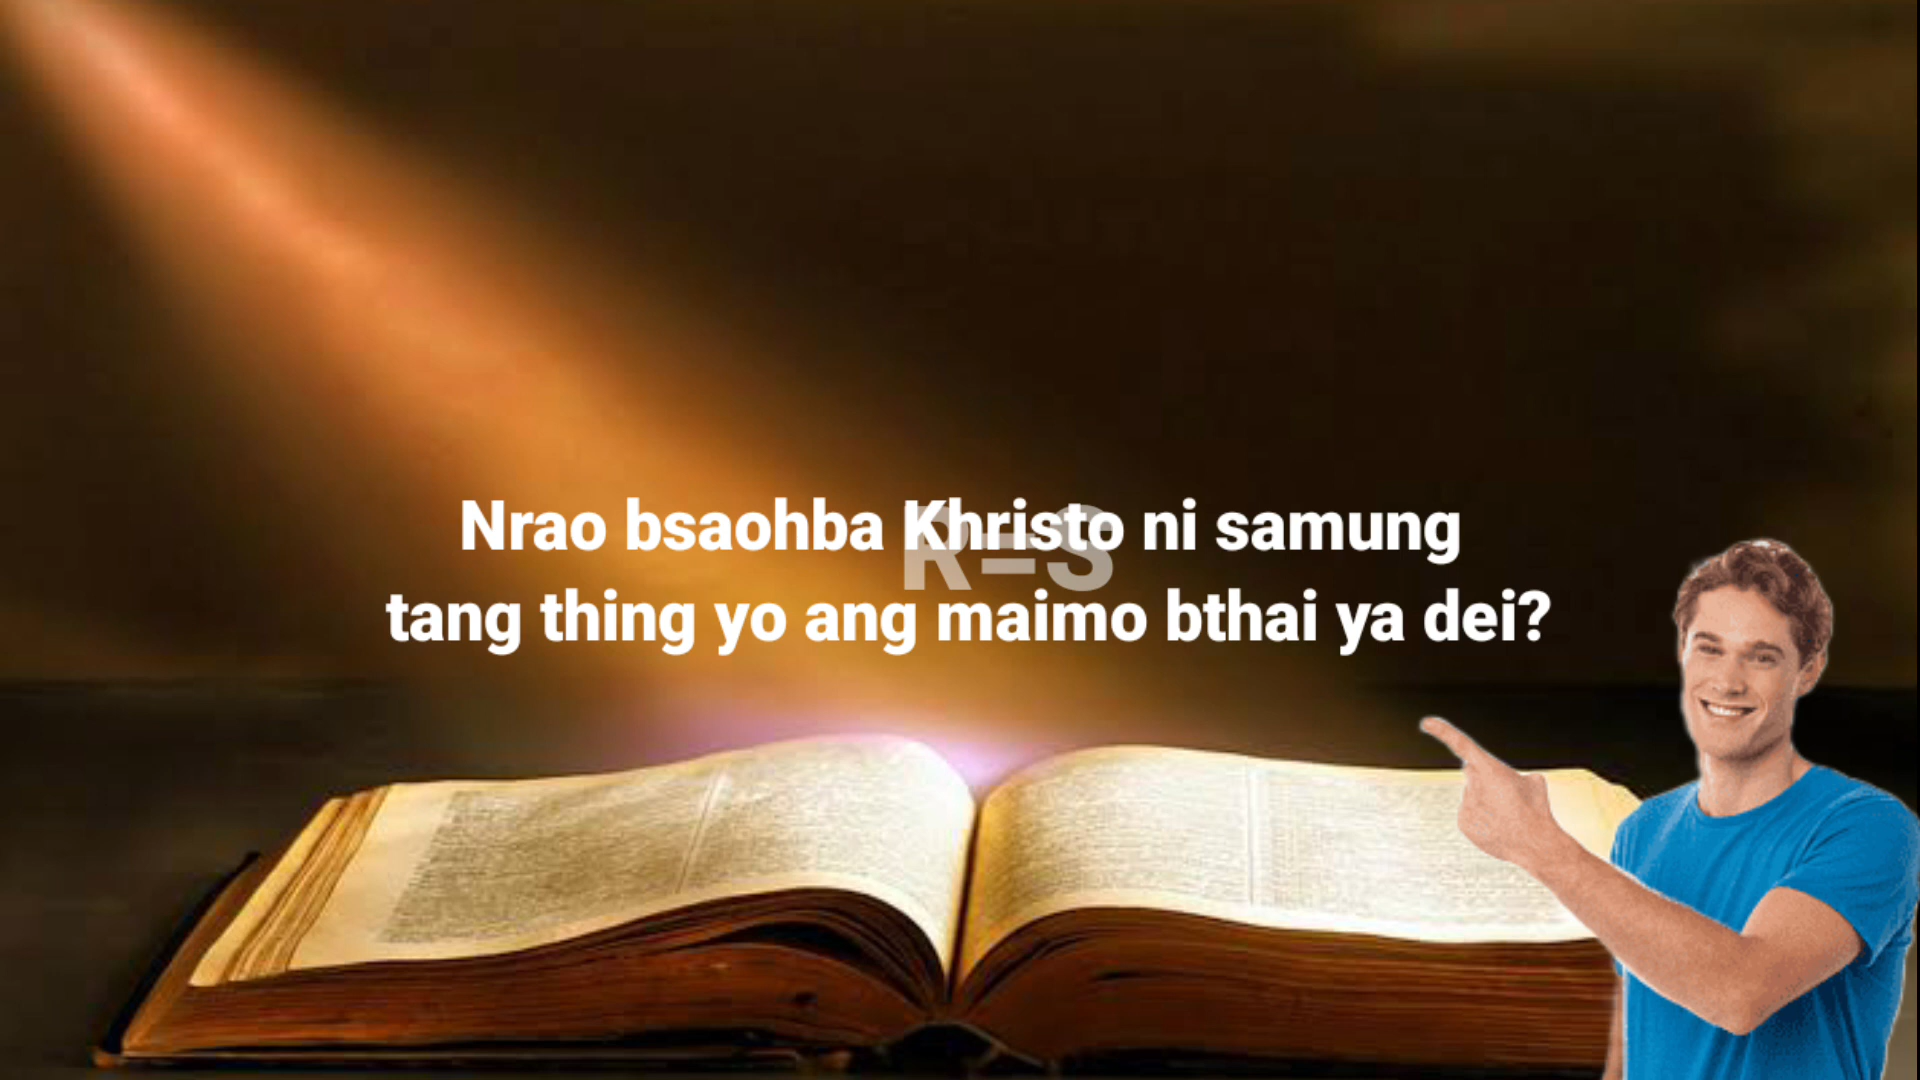 Nrao bsaohba Khristo ni samung
R=S
tang thing yo ang maimo bthai ya dei?